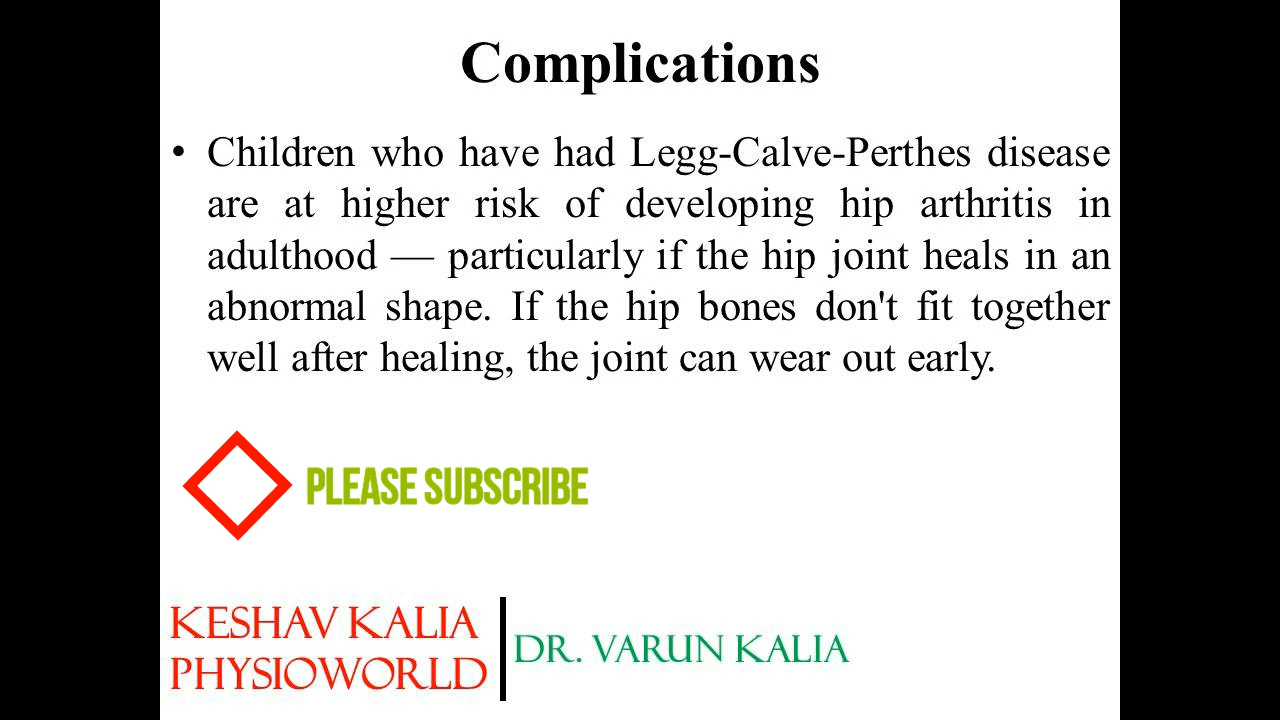 Complications
• Children who have had Legg-Calve-Perthes disease
are at higher risk of developing hip arthritis in
adulthood — particularly if the hip joint heals in an
abnormal shape. If the hip bones don't fit together
well after healing, the joint can wear out early.
PLEASE SUBSCRIBE
KESHAV KALIA
PHYSIOWORLD
DR. VARUN KALIA